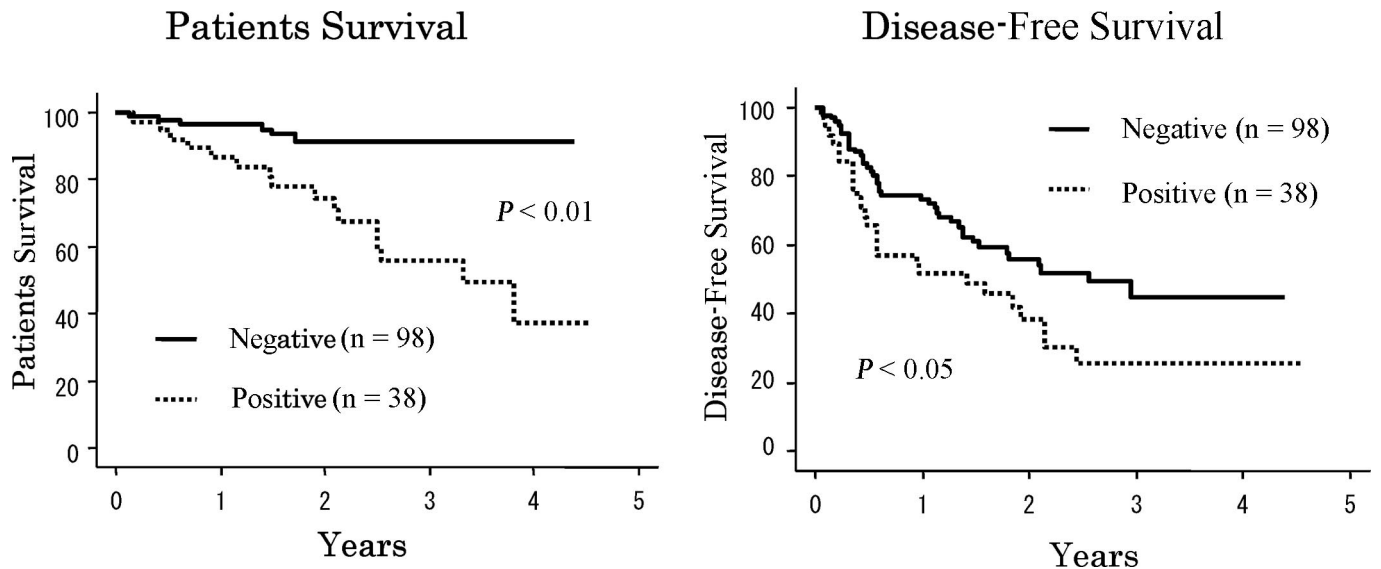 Patients Survival
Patients Survival
100
80
60
40
20
0
P < 0.01
Negative (n = 98)
Positive (n = 38)
0 1 2 3 4 5
Years
Disease-Free Survival
Disease-Free Survival
100
80
60
40
20
0
Negative (n = 98)
Positive (n = 38)
P < 0.05
0 1 2 3 4 5
Years